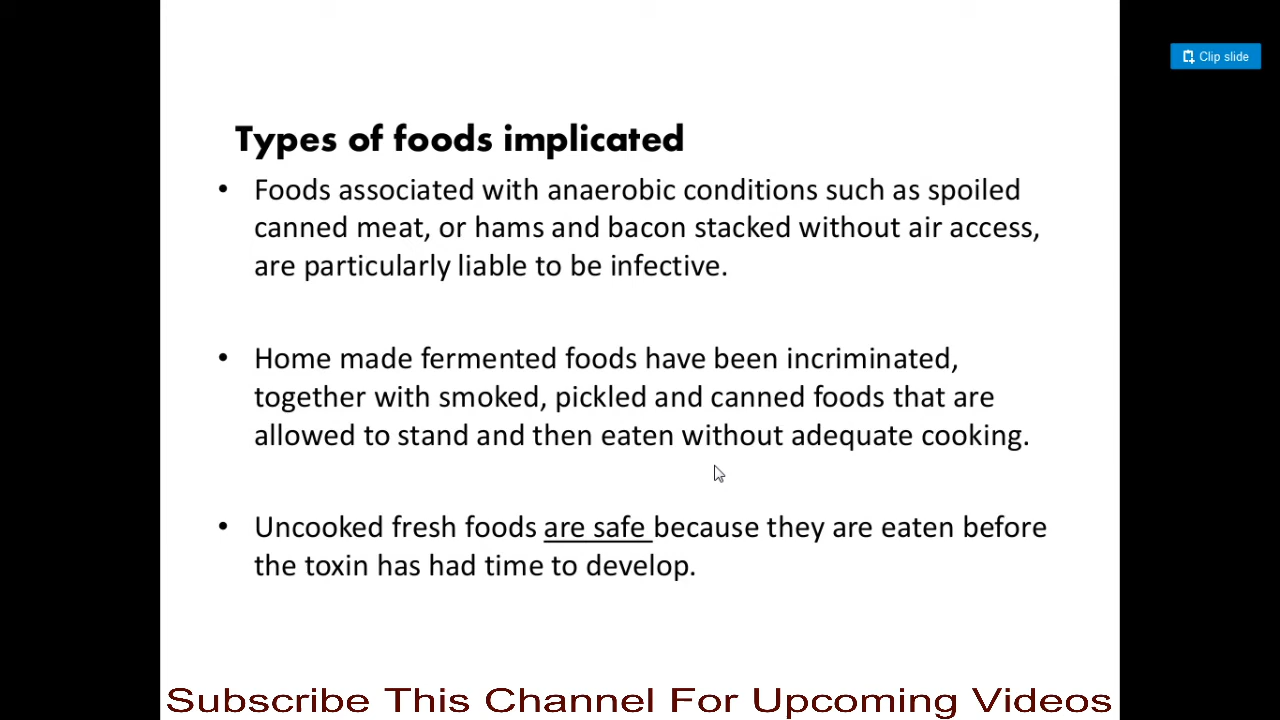 Clip slide
Types of foods implicated
• Foods associated with anaerobic conditions such as spoiled
canned meat, or hams and bacon stacked without air access,
are particularly liable to be infective.
• Home made fermented foods have been incriminated,
together with smoked, pickled and canned foods that are
allowed to stand and then eaten without adequate cooking.
• Uncooked fresh foods are safe because they are eaten before
the toxin has had time to develop.
Subscribe This Channel For Upcoming Videos